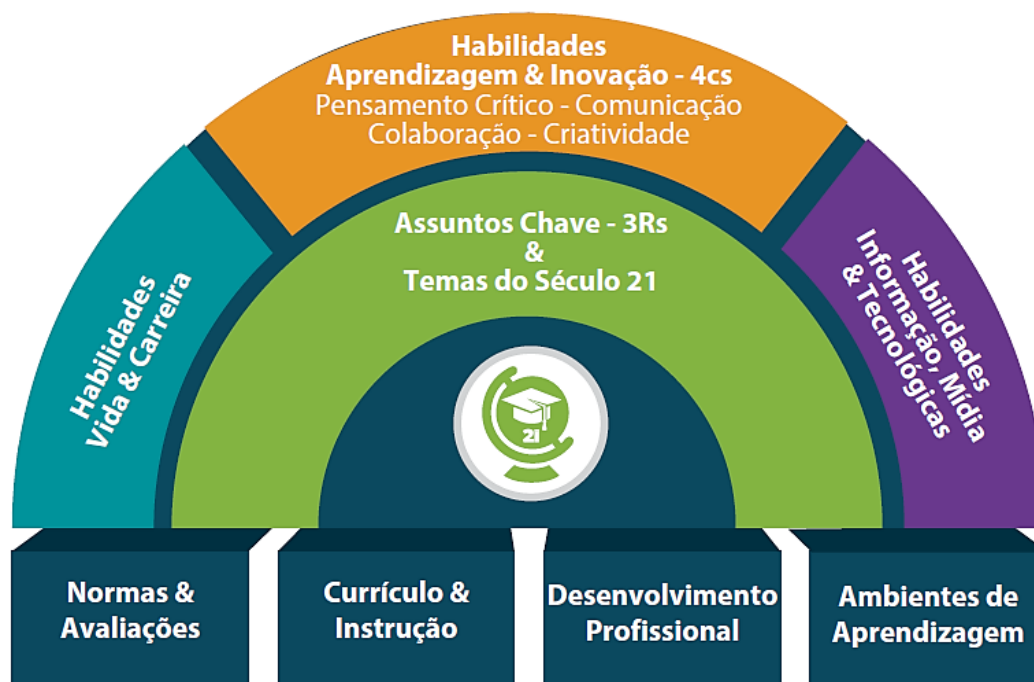 Habilidades
Aprendizagem & Inovação - 4cs
Pensamento Crítico - Comunicação
Colaboração - Criatividade
Assuntos Chave - 3Rs
&
Temas do Século 21
Habilidades
Vida & Carreira
Habilidades
Informação, Mídia
& Tecnológicas
21
Normas &
Avaliações
Currículo &
Instrução
Desenvolvimento
Profissional
Ambientes de
Aprendizagem